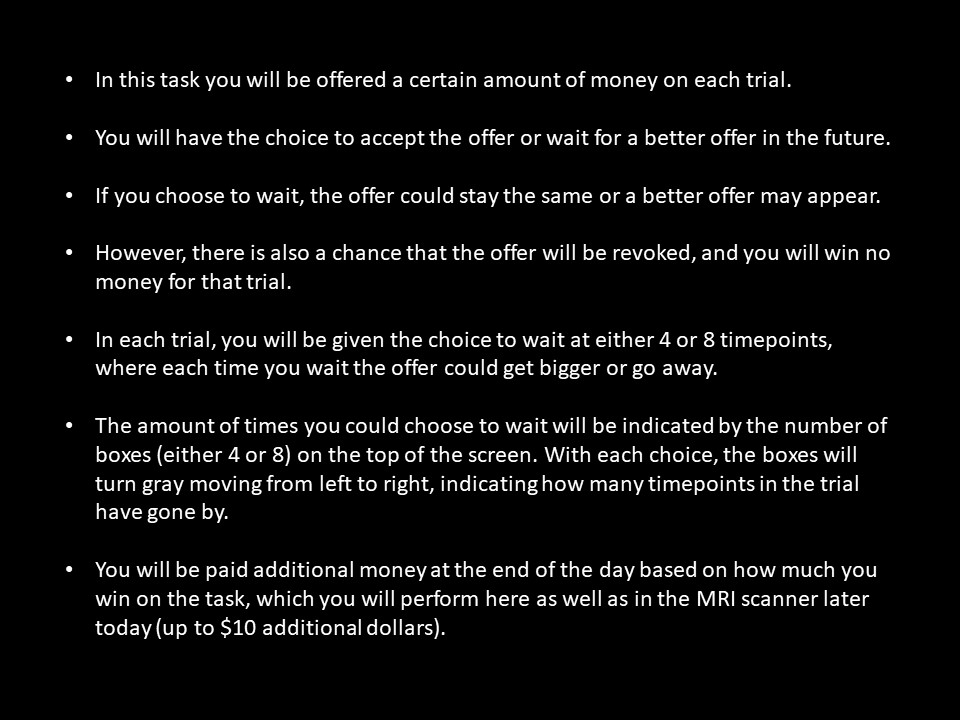 • In this task you will be offered a certain amount of money on each trial.
• You will have the choice to accept the offer or wait for a better offer in the future.
• If you choose to wait, the offer could stay the same or a better offer may appear.
• However, there is also a chance that the offer will be revoked, and you will win no
money for that trial.
• In each trial, you will be given the choice to wait at either 4 or 8 timepoints,
where each time you wait the offer could get bigger or go away.
• The amount of times you could choose to wait will be indicated by the number of
boxes (either 4 or 8) on the top of the screen. With each choice, the boxes will
turn gray moving from left to right, indicating how many timepoints in the trial
have gone by.
• You will be paid additional money at the end of the day based on how much you
win on the task, which you will perform here as well as in the MRI scanner later
today (up to $10 additional dollars).